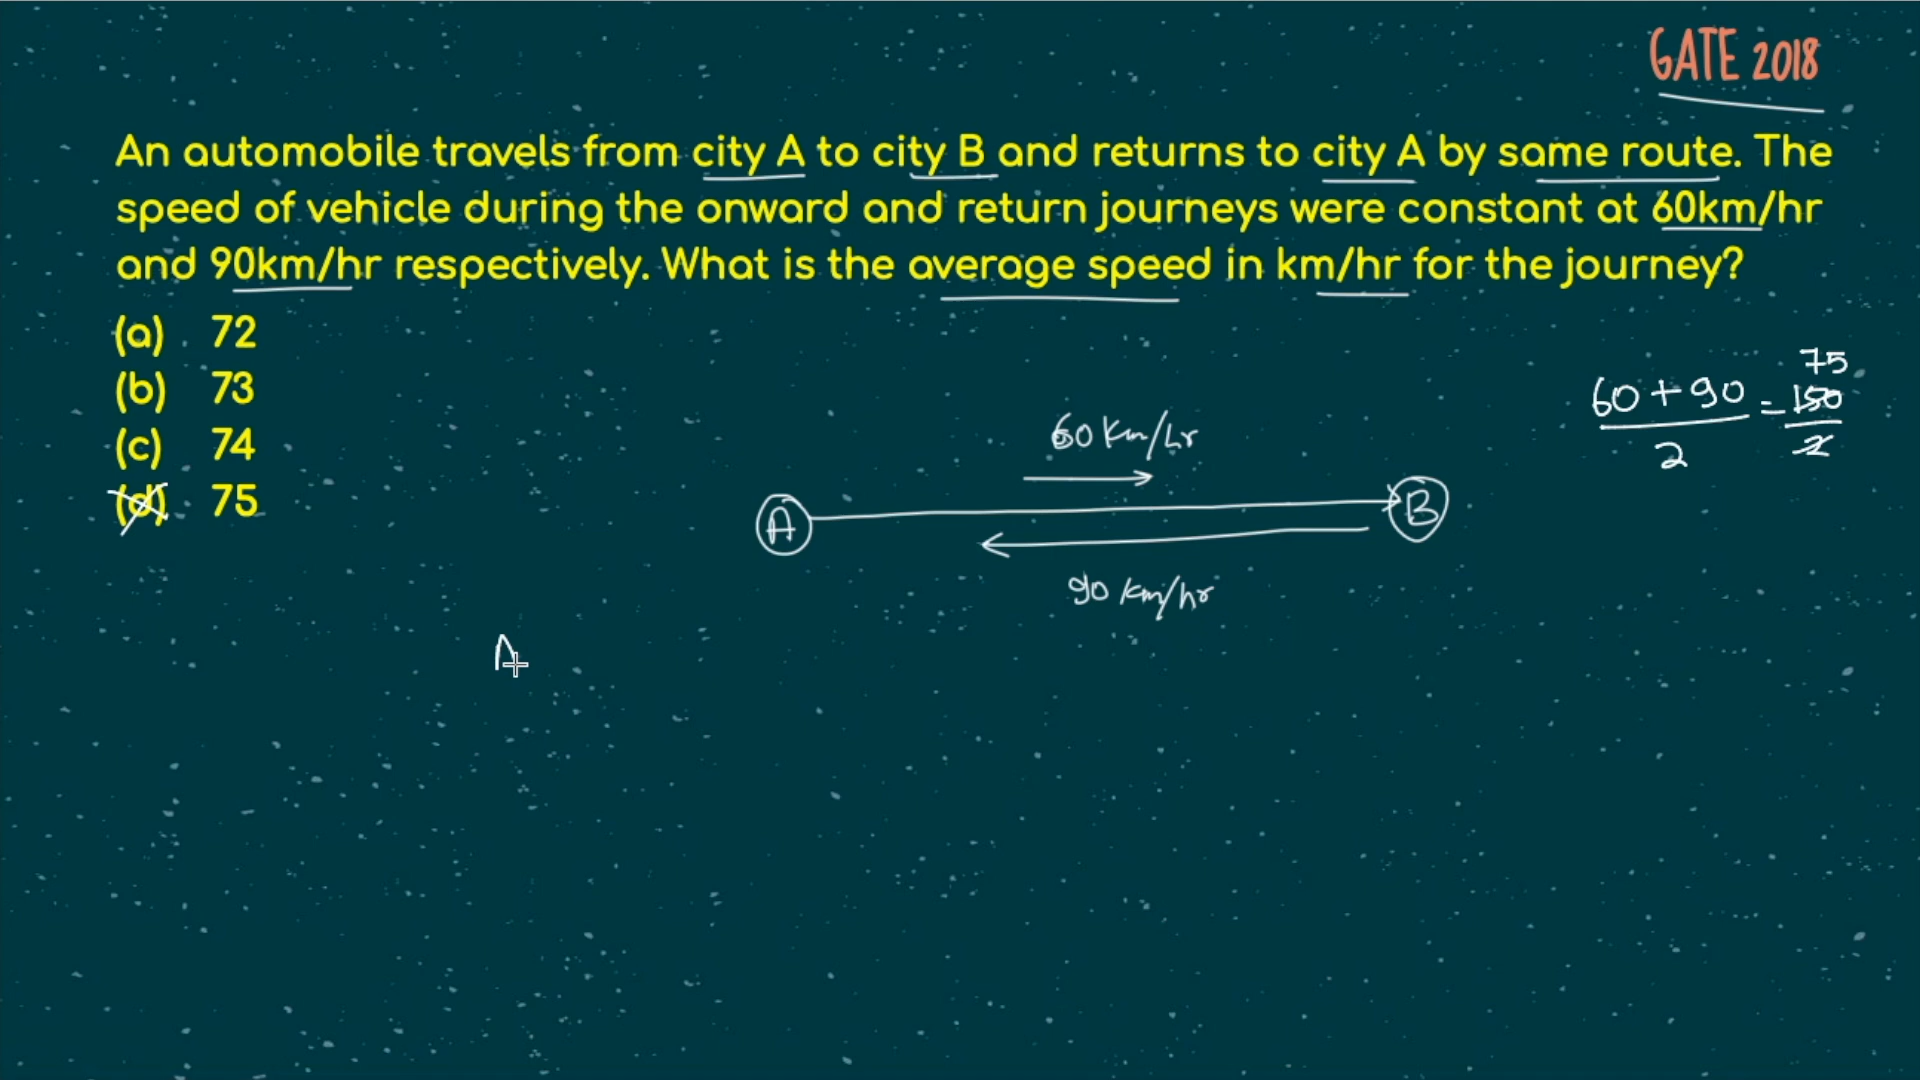 GATE 2018
An automobile travels from city A to city B and returns to city A by same route. The
speed of vehicle during the onward and return journeys were constant at 60km/hr
and 90km/hr respectively. What is the average speed in km/hr for the journey?
(a) 72
(b) 73
(c) 74
(d) 75
60 + 90 = 150
2 2
75
60 Km/hr
A B
90 Km/hr